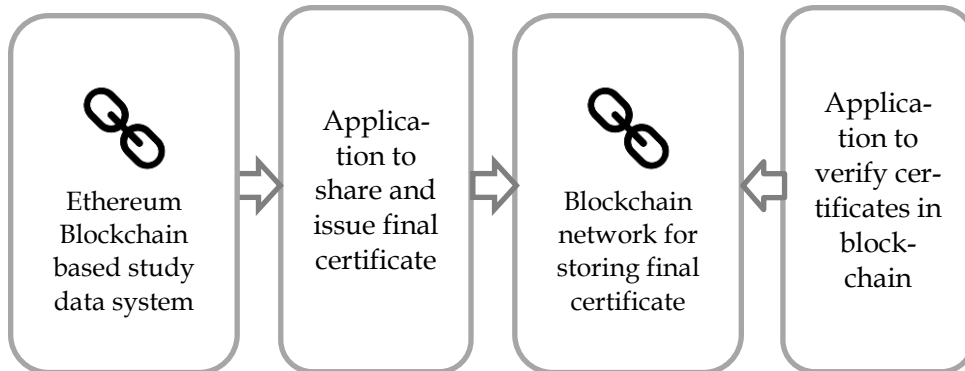 Ethereum
Blockchain
based study
data system
Applica-
tion to
share and
issue final
certificate
Blockchain
network for
storing final
certificate
Applica-
tion to
verify cer-
tificates in
block-
chain